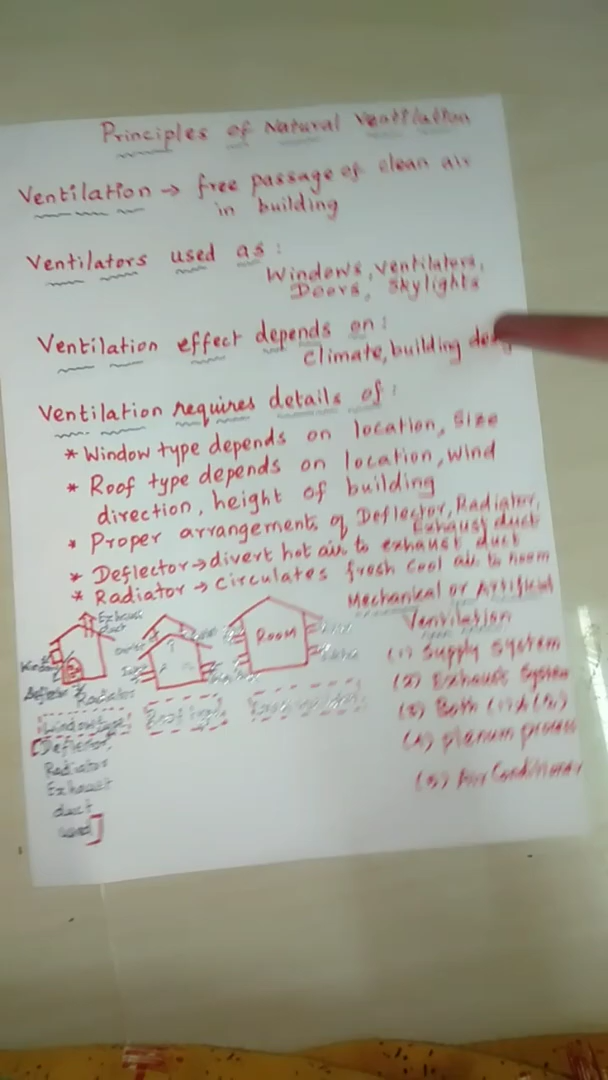 Principles of Natural Ventilation
Ventilation → free passage of clean air
in building
Ventilators used as :
Windows, Ventilators,
Doors, Skylights
Ventilation effect depends on :
Climate, building
Ventilation requires details of :
* Window type depends on location, Size
* Roof type depends on location, Wind
direction, height of building
* Proper arrangements of Deflector, Radiator,
Exhaust duct
* Deflector → divert hot air to exhaust duct
* Radiator → circulates fresh cool air to room
Mechanical or Artificial
Ventilation
(1) Supply System
(2) Exhaust System
(3) Both (1) &
(4) Plenum process
(5) Air Conditioner
Exhaust
duct
Window
Deflector
Radiator
Room
Window type
[Deflector,
Radiator
Exhaust
duct
used]